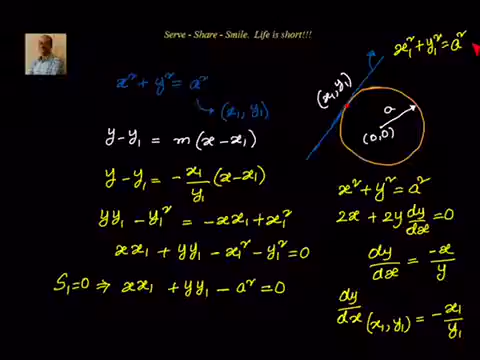 Serve - Share - Smile. Life is short!!!
x² + y² = a²
(x₁, y₁)
y - y₁ = m(x - x₁)
y - y₁ = -x₁/y₁ (x - x₁)
yy₁ - y₁² = -xx₁ + x₁²
xx₁ + yy₁ - x₁² - y₁² = 0
S₁ = 0 ⇒ xx₁ + yy₁ - a² = 0
x₁² + y₁² = a²
(x₁, y₁)
a
(0,0)
x² + y² = a²
2x + 2y dy/dx = 0
dy/dx = -x/y
dy/dx (x₁, y₁) = -x₁/y₁